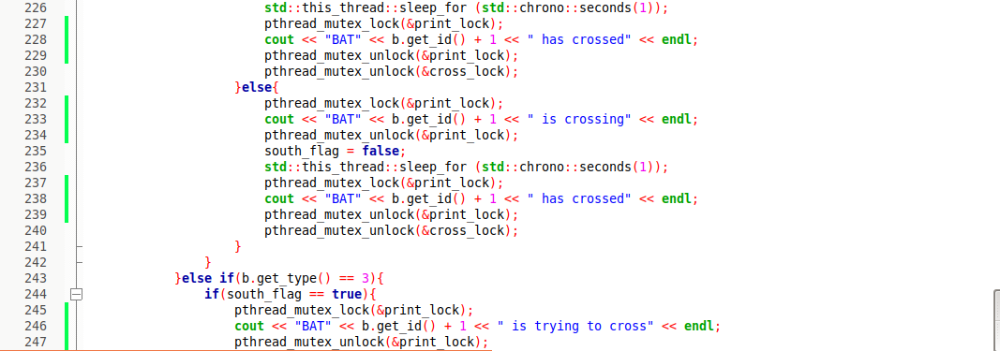 226 std::this_thread::sleep_for (std::chrono::seconds(1));
227 pthread_mutex_lock(&print_lock);
228 cout << "BAT" << b.get_id() + 1 << " has crossed" << endl;
229 pthread_mutex_unlock(&print_lock);
230 pthread_mutex_unlock(&cross_lock);
231 }else{
232 pthread_mutex_lock(&print_lock);
233 cout << "BAT" << b.get_id() + 1 << " is crossing" << endl;
234 pthread_mutex_unlock(&print_lock);
235 south_flag = false;
236 std::this_thread::sleep_for (std::chrono::seconds(1));
237 pthread_mutex_lock(&print_lock);
238 cout << "BAT" << b.get_id() + 1 << " has crossed" << endl;
239 pthread_mutex_unlock(&print_lock);
240 pthread_mutex_unlock(&cross_lock);
241 }
242 }
243 }else if(b.get_type() == 3){
244 if(south_flag == true){
245 pthread_mutex_lock(&print_lock);
246 cout << "BAT" << b.get_id() + 1 << " is trying to cross" << endl;
247 pthread_mutex_unlock(&print_lock);